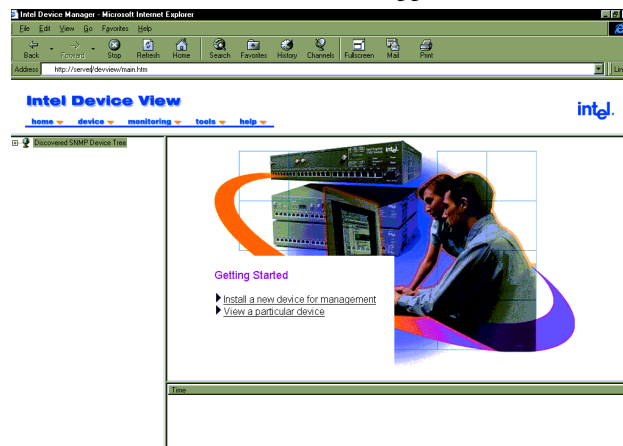 Intel Device Manager - Microsoft Internet Explorer
File Edit View Go Favorites Help
Back Forward Stop Refresh Home Search Favorites History Channels Fullscreen Mail Print
Address http://server/devview/main.htm
Intel Device View
intel.
home device monitoring tools help
Discovered SNMP Device Tree
intel
Getting Started
Install a new device for management
View a particular device
Time